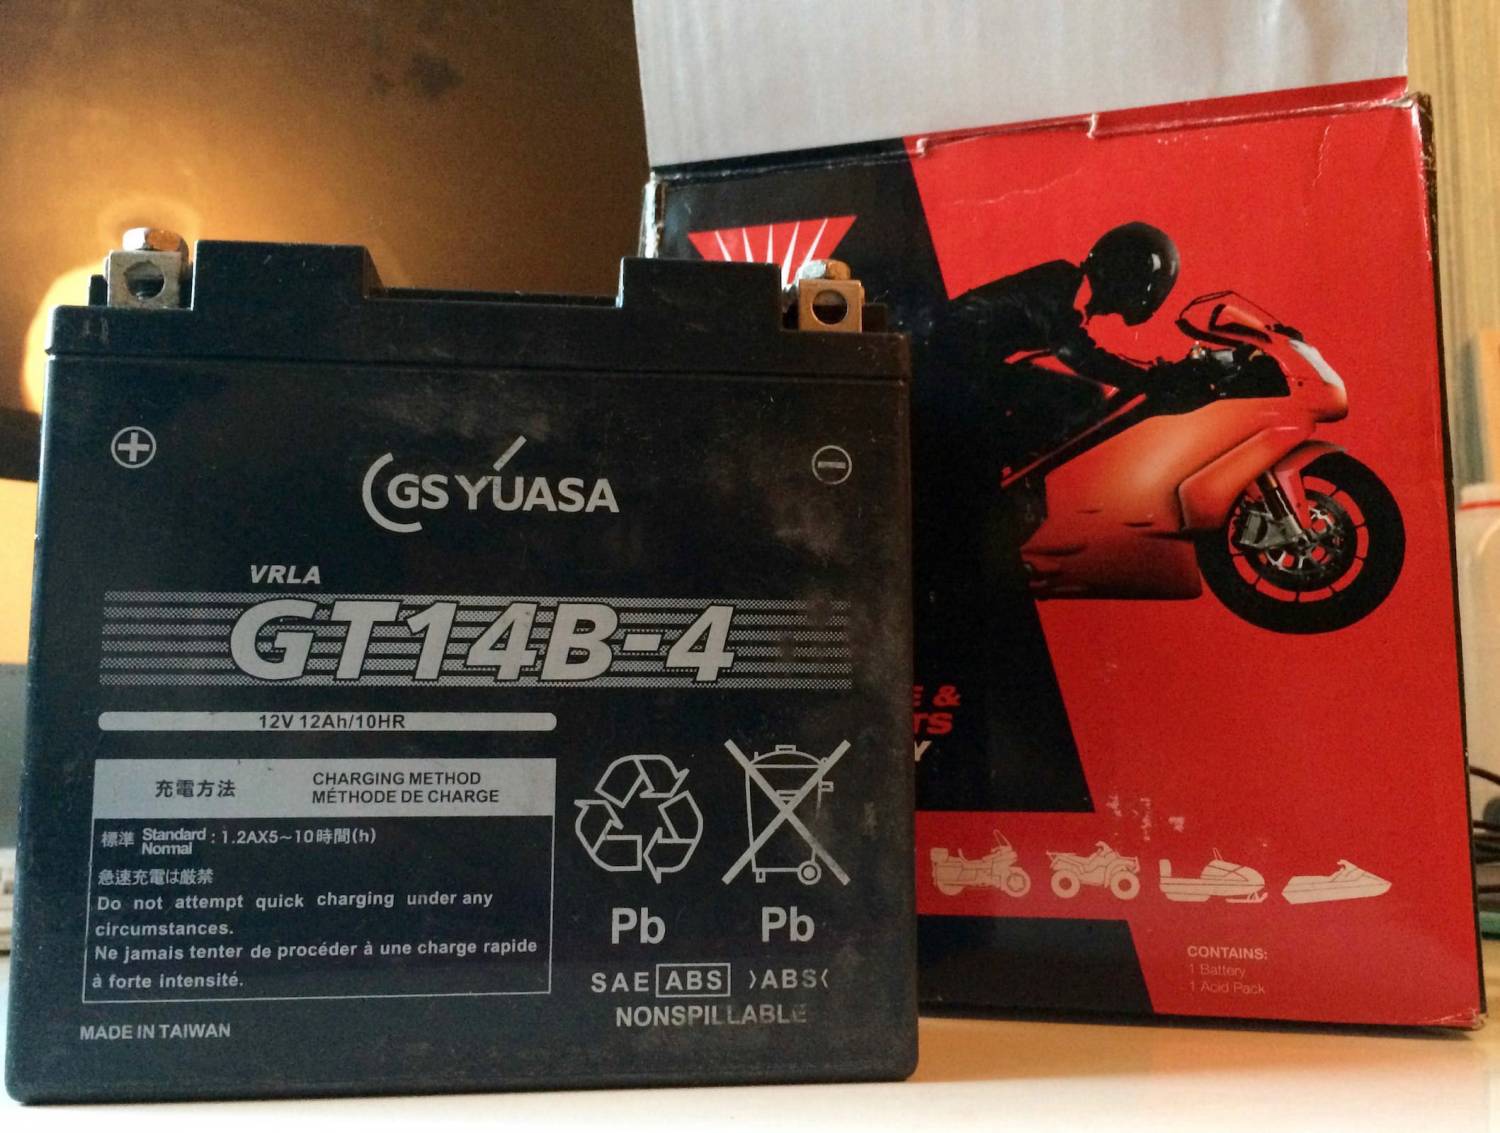 GS YUASA
VRLA
GT14B-4
12V 12Ah/10HR
充電方法
CHARGING METHOD
MÉTHODE DE CHARGE
標準 Standard Normal : 1.2AX5~10時間(h)
急速充電は厳禁
Do not attempt quick charging under any
circumstances.
Ne jamais tenter de procéder à une charge rapide
à forte intensité.
MADE IN TAIWAN
Pb
Pb
SAE ABS >ABS<
NONSPILLABLE
E &
TS
Y
CONTAINS:
1 Battery
1 Acid Pack